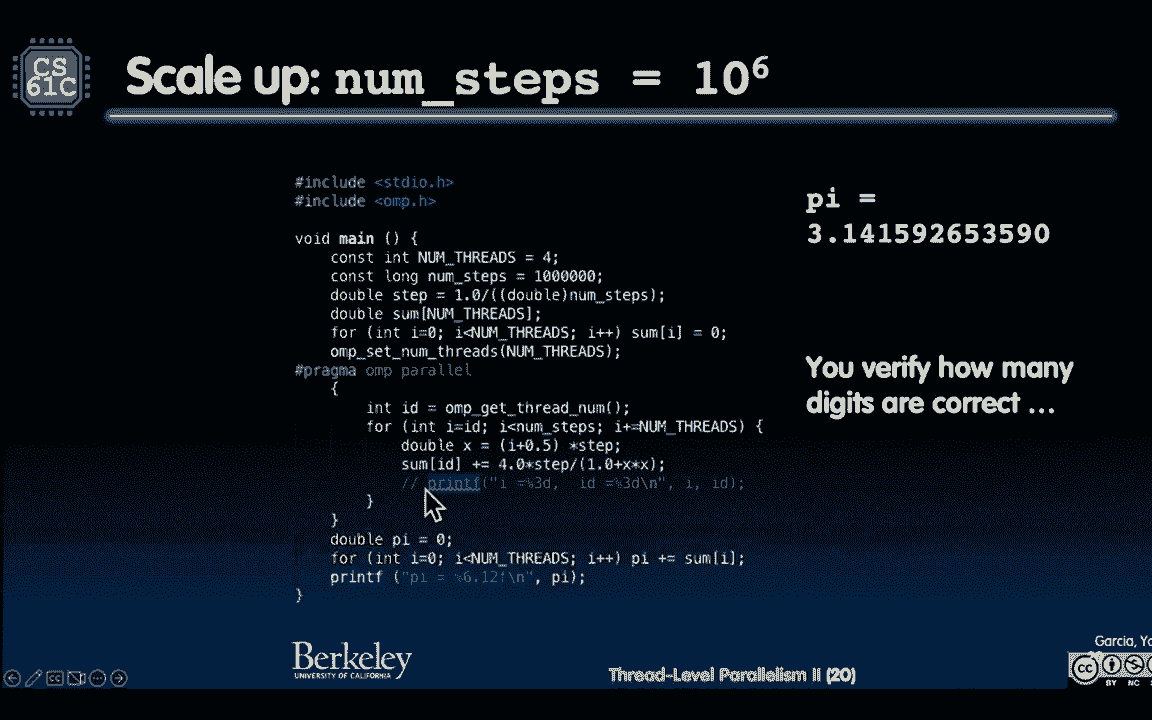 CS
61C
Scale up: num_steps = 10⁶
#include <stdio.h>
#include <omp.h>
void main () {
const int NUM_THREADS = 4;
const long num_steps = 1000000;
double step = 1.0/((double)num_steps);
double sum[NUM_THREADS];
for (int i=0; i<NUM_THREADS; i++) sum[i] = 0;
omp_set_num_threads(NUM_THREADS);
#pragma omp parallel
{
int id = omp_get_thread_num();
for (int i=id; i<num_steps; i+=NUM_THREADS) {
double x = (i+0.5) *step;
sum[id] += 4.0*step/(1.0+x*x);
// printf("i =%3d, id =%3d\n", i, id);
}
}
double pi = 0;
for (int i=0; i<NUM_THREADS; i++) pi += sum[i];
printf ("pi = %6.12f\n", pi);
}
pi =
3.141592653590
You verify how many
digits are correct ...
Berkeley
UNIVERSITY OF CALIFORNIA
Thread-Level Parallelism II (20)
Garcia,
cc
BY NC